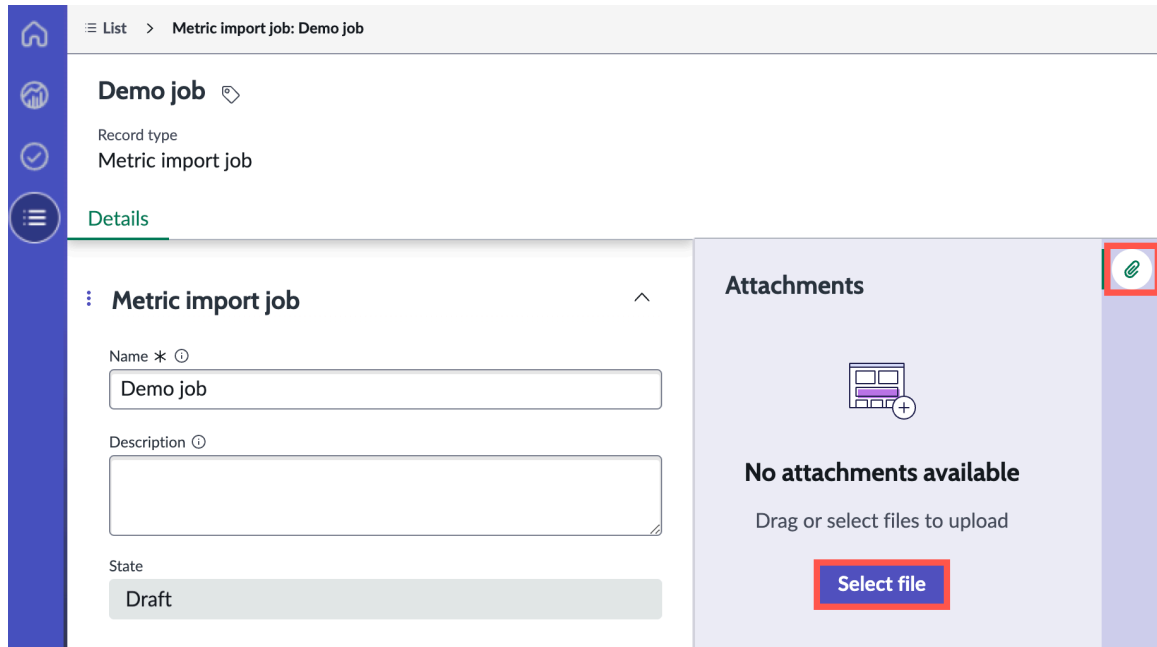 List > Metric import job: Demo job
Demo job
Record type
Metric import job
Details
Metric import job
Name *
Demo job
Description
State
Draft
Attachments
No attachments available
Drag or select files to upload
Select file